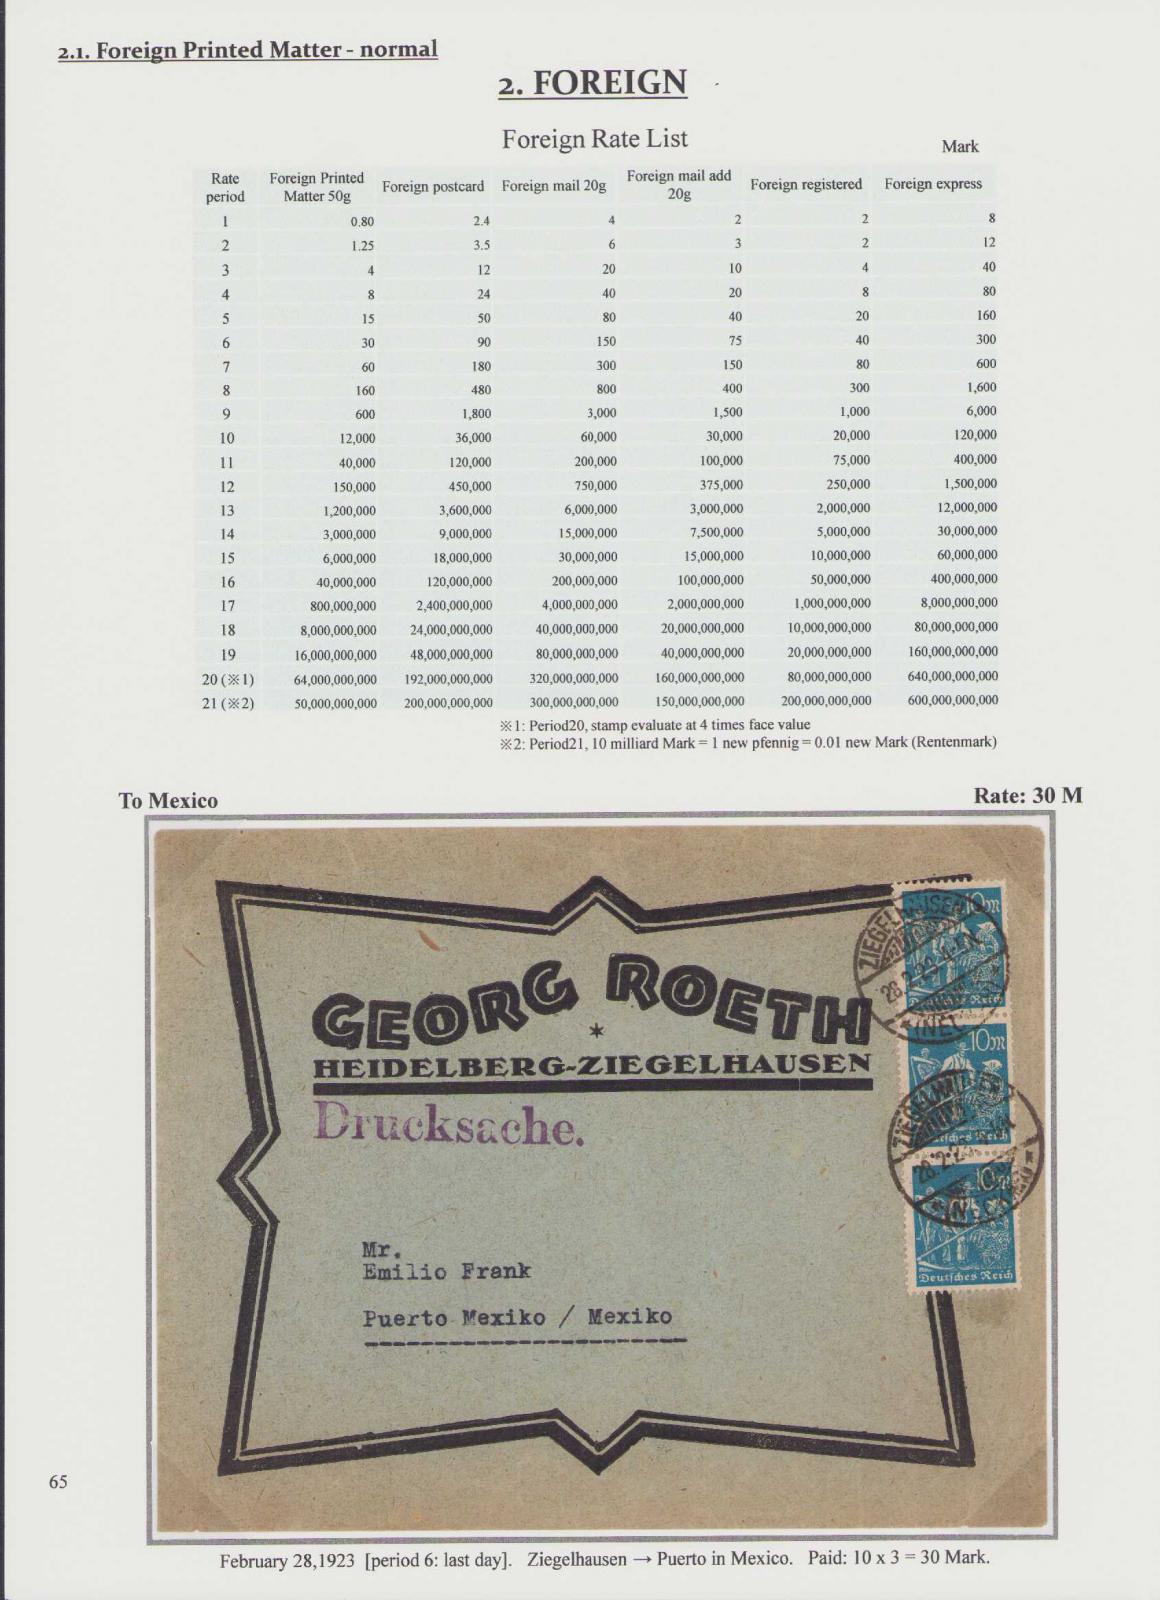 2.1. Foreign Printed Matter - normal
2. FOREIGN
Foreign Rate List
Mark
Rate period Foreign Printed Matter 50g Foreign postcard Foreign mail 20g Foreign mail add 20g Foreign registered Foreign express
1 0.80 2.4 4 2 2 8
2 1.25 3.5 6 3 2 12
3 4 12 20 10 4 40
4 8 24 40 20 8 80
5 15 50 80 40 20 160
6 30 90 150 75 40 300
7 60 180 300 150 80 600
8 160 480 800 400 300 1,600
9 600 1,800 3,000 1,500 1,000 6,000
10 12,000 36,000 60,000 30,000 20,000 120,000
11 40,000 120,000 200,000 100,000 75,000 400,000
12 150,000 450,000 750,000 375,000 250,000 1,500,000
13 1,200,000 3,600,000 6,000,000 3,000,000 2,000,000 12,000,000
14 3,000,000 9,000,000 15,000,000 7,500,000 5,000,000 30,000,000
15 6,000,000 18,000,000 30,000,000 15,000,000 10,000,000 60,000,000
16 40,000,000 120,000,000 200,000,000 100,000,000 50,000,000 400,000,000
17 800,000,000 2,400,000,000 4,000,000,000 2,000,000,000 1,000,000,000 8,000,000,000
18 8,000,000,000 24,000,000,000 40,000,000,000 20,000,000,000 10,000,000,000 80,000,000,000
19 16,000,000,000 48,000,000,000 80,000,000,000 40,000,000,000 20,000,000,000 160,000,000,000
20 (※1) 64,000,000,000 192,000,000,000 320,000,000,000 160,000,000,000 80,000,000,000 640,000,000,000
21 (※2) 50,000,000,000 200,000,000,000 300,000,000,000 150,000,000,000 200,000,000,000 600,000,000,000
※1: Period20, stamp evaluate at 4 times face value
※2: Period21, 10 milliard Mark = 1 new pfennig = 0.01 new Mark (Rentenmark)
To Mexico
Rate: 30 M
10m
Deutsches Reich
10m
Deutsches Reich
10m
Deutsches Reich
GEORG ROETH
*
HEIDELBERG-ZIEGELHAUSEN
Drucksache.
Mr.
Emilio Frank
Puerto Mexiko / Mexiko
65
February 28,1923 [period 6: last day]. Ziegelhausen → Puerto in Mexico. Paid: 10 x 3 = 30 Mark.